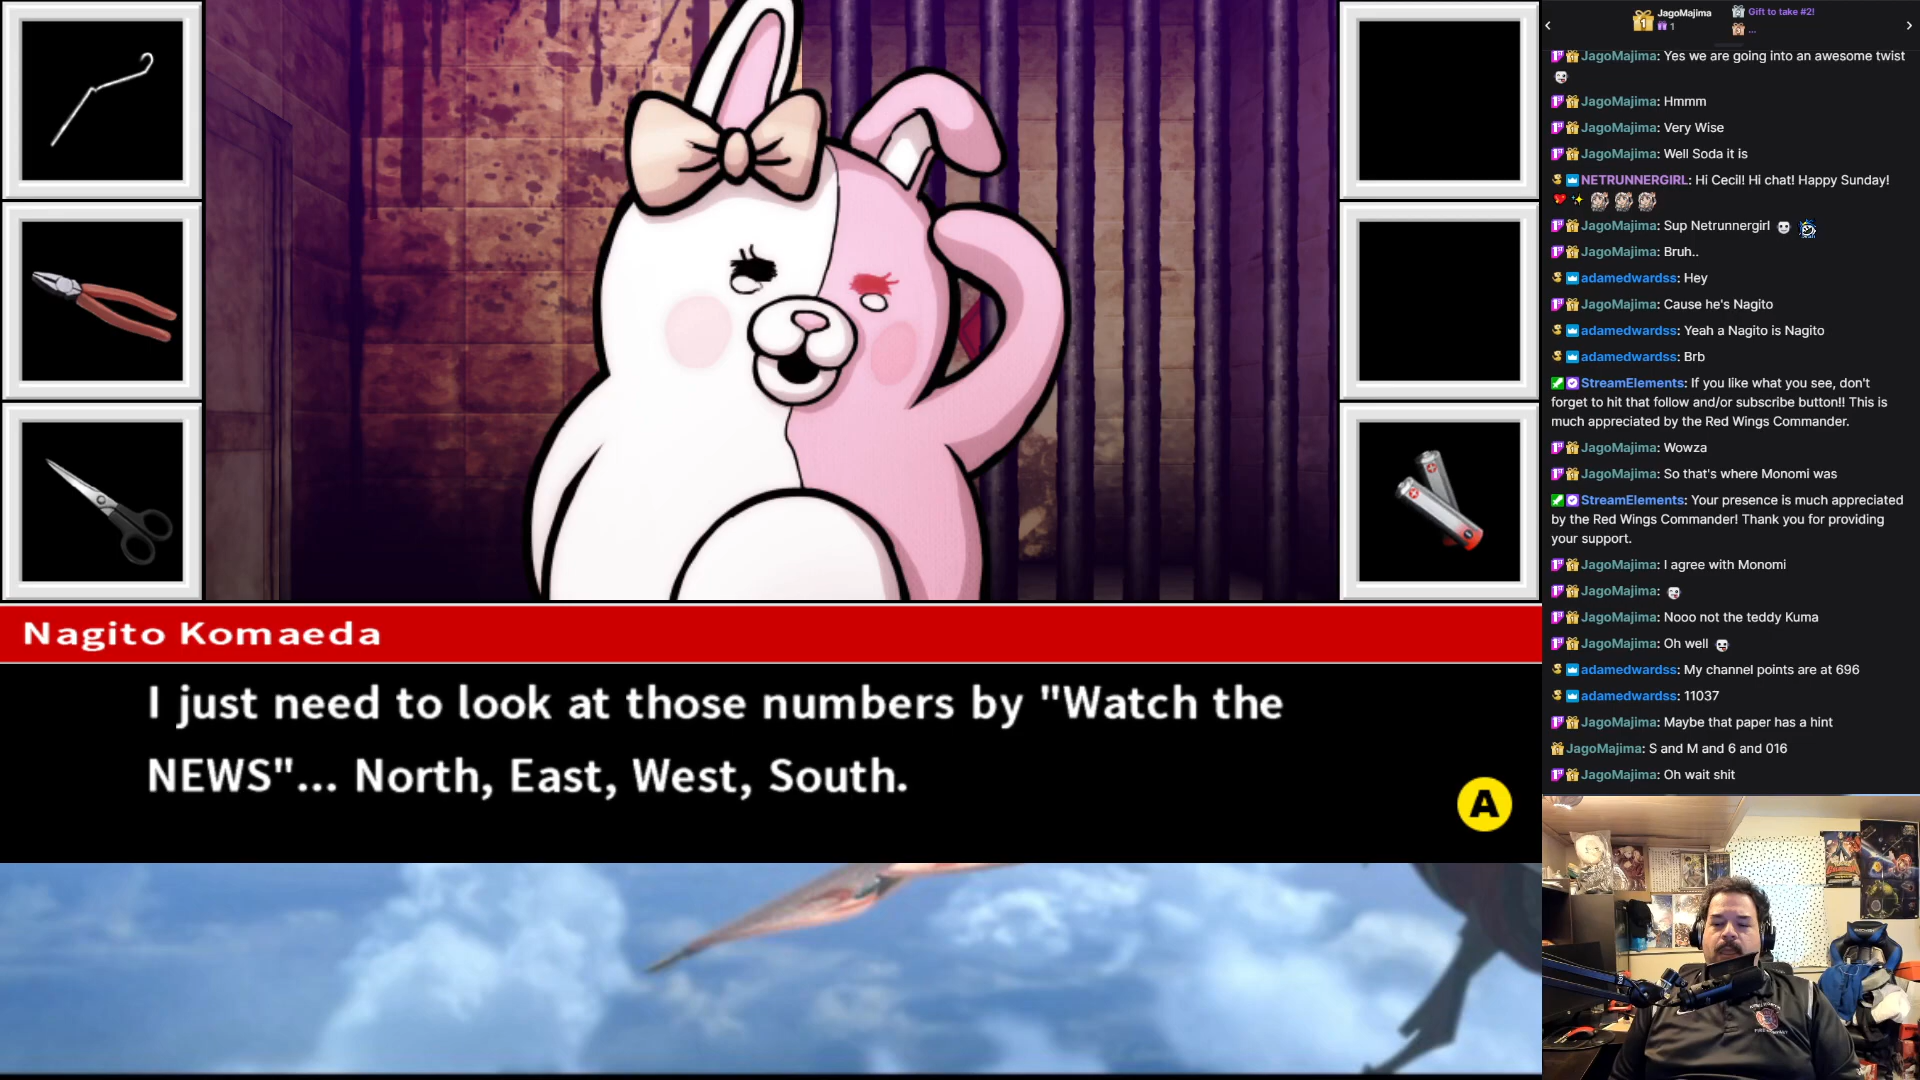 Nagito Komaeda
I just need to look at those numbers by "Watch the
NEWS"... North, East, West, South.
A
JagoMajima
1
Gift to take #2!
...
JagoMajima: Yes we are going into an awesome twist
JagoMajima: Hmmm
JagoMajima: Very Wise
JagoMajima: Well Soda it is
NETRUNNERGIRL: Hi Cecil! Hi chat! Happy Sunday!
JagoMajima: Sup Netrunnergirl
JagoMajima: Bruh..
adamedwardss: Hey
JagoMajima: Cause he's Nagito
adamedwardss: Yeah a Nagito is Nagito
adamedwardss: Brb
StreamElements: If you like what you see, don't
forget to hit that follow and/or subscribe button!! This is
much appreciated by the Red Wings Commander.
JagoMajima: Wowza
JagoMajima: So that's where Monomi was
StreamElements: Your presence is much appreciated
by the Red Wings Commander! Thank you for providing
your support.
JagoMajima: I agree with Monomi
JagoMajima:
JagoMajima: Nooo not the teddy Kuma
JagoMajima: Oh well
adamedwardss: My channel points are at 696
adamedwardss: 11037
JagoMajima: Maybe that paper has a hint
JagoMajima: S and M and 6 and 016
JagoMajima: Oh wait shit